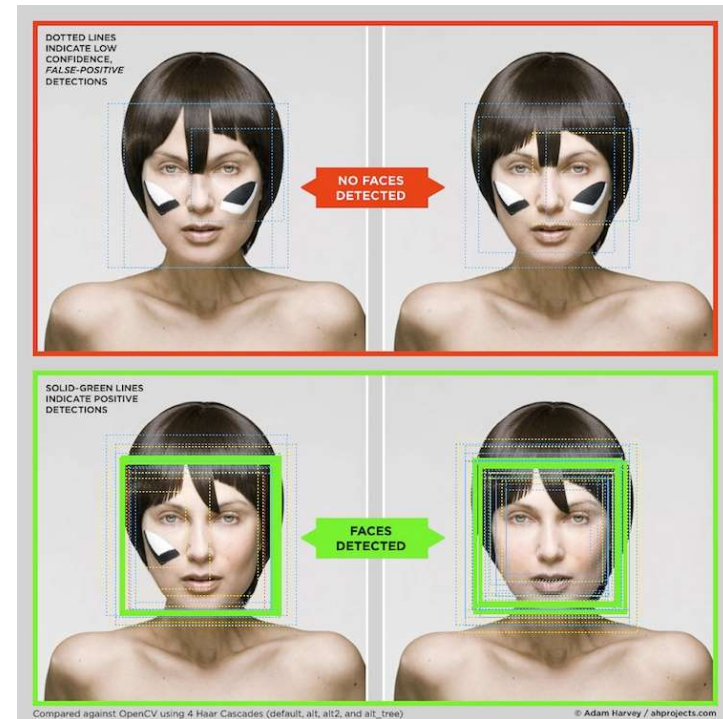 DOTTED LINES
INDICATE LOW
CONFIDENCE,
FALSE-POSITIVE
DETECTIONS
NO FACES
DETECTED
SOLID-GREEN LINES
INDICATE POSITIVE
DETECTIONS
FACES
DETECTED
Compared against OpenCV using 4 Haar Cascades (default, alt, alt2, and alt_tree)
© Adam Harvey / ahprojects.com